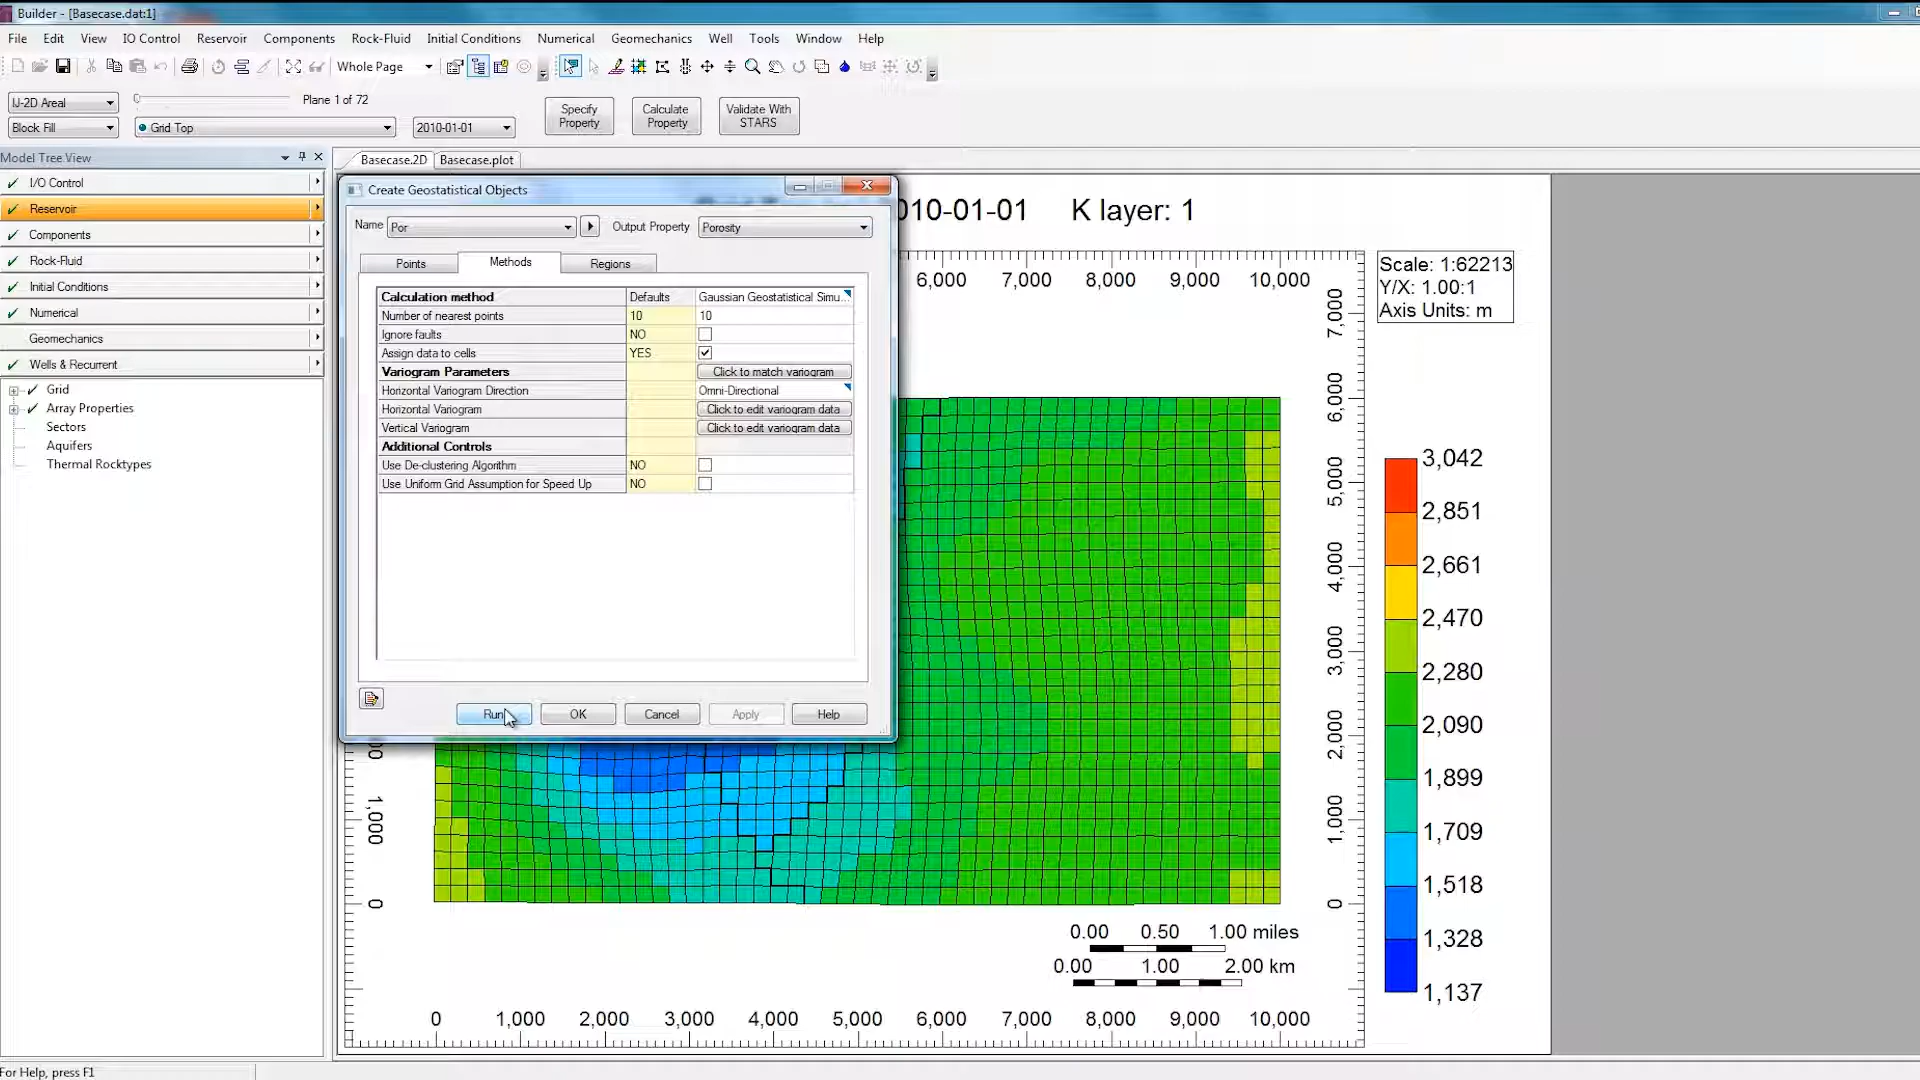 Builder - [Basecase.dat:1]
File Edit View IO Control Reservoir Components Rock-Fluid Initial Conditions Numerical Geomechanics Well Tools Window Help
Whole Page
IJ-2D Areal
Plane 1 of 72
Block Fill
Grid Top
2010-01-01
Specify Property
Calculate Property
Validate With STARS
Model Tree View
I/O Control
Reservoir
Components
Rock-Fluid
Initial Conditions
Numerical
Geomechanics
Wells & Recurrent
Grid
Array Properties
Sectors
Aquifers
Thermal Rocktypes
Basecase.2D Basecase.plot
Create Geostatistical Objects
Name Por Output Property Porosity
Points Methods Regions
Calculation method Defaults Gaussian Geostatistical Simu...
Number of nearest points 10 10
Ignore faults NO
Assign data to cells YES
Variogram Parameters Click to match variogram
Horizontal Variogram Direction Omni-Directional
Horizontal Variogram Click to edit variogram data
Vertical Variogram Click to edit variogram data
Additional Controls
Use De-clustering Algorithm NO
Use Uniform Grid Assumption for Speed Up NO
Run OK Cancel Apply Help
010-01-01 K layer: 1
6,000 7,000 8,000 9,000 10,000
Scale: 1:62213
Y/X: 1.00:1
Axis Units: m
7,000
6,000
5,000
4,000
3,000
2,000
1,000
0
00
1,000
0
3,042
2,851
2,661
2,470
2,280
2,090
1,899
1,709
1,518
1,328
1,137
0.00 0.50 1.00 miles
0.00 1.00 2.00 km
0 1,000 2,000 3,000 4,000 5,000 6,000 7,000 8,000 9,000 10,000
For Help, press F1